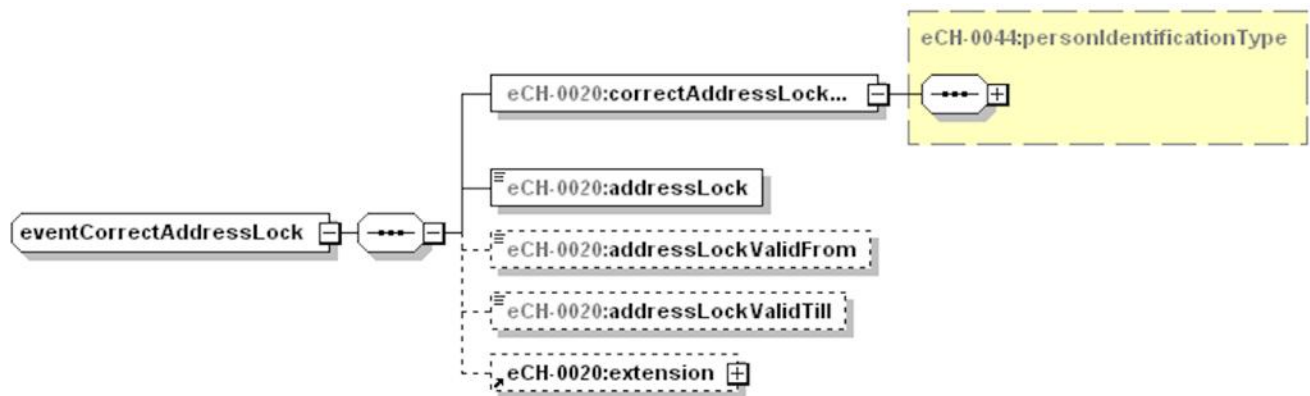 eCH-0044:personIdentificationType
eCH-0020:correctAddressLock...
eCH-0020:addressLock
eventCorrectAddressLock
eCH-0020:addressLockValidFrom
eCH-0020:addressLockValidTill
eCH-0020:extension